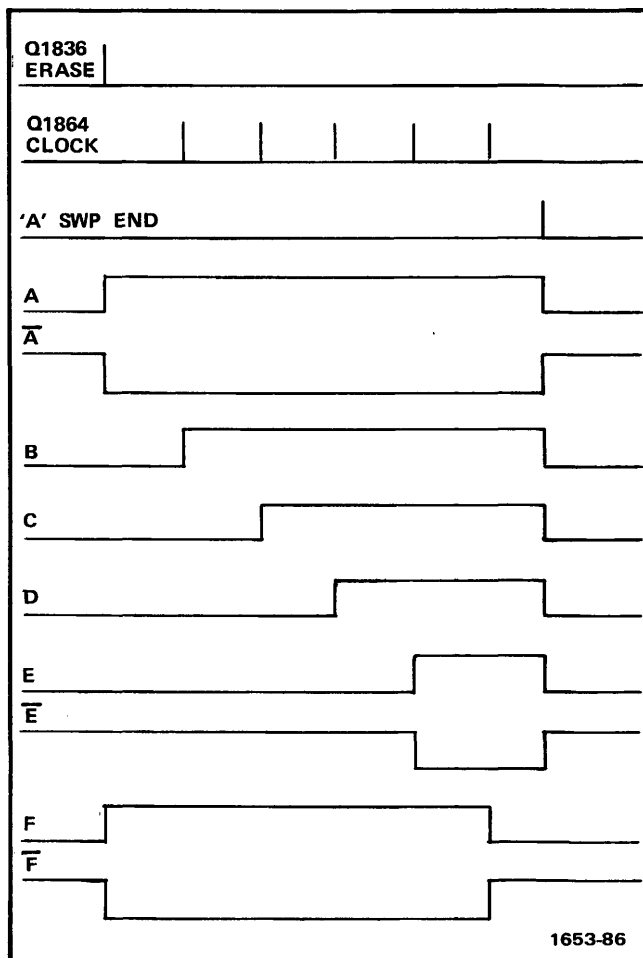 Q1836
ERASE
Q1864
CLOCK
'A' SWP END
A
A̅
B
C
D
E
E̅
F
F̅
1653-86